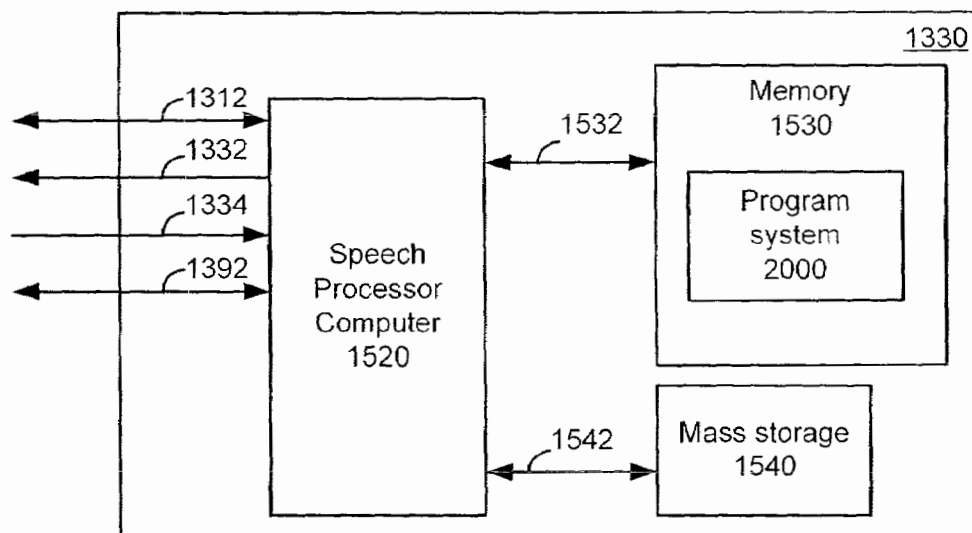 1330
1312
1332
1334
1392
Speech
Processor
Computer
1520
1532
Memory
1530
Program
system
2000
1542
Mass storage
1540